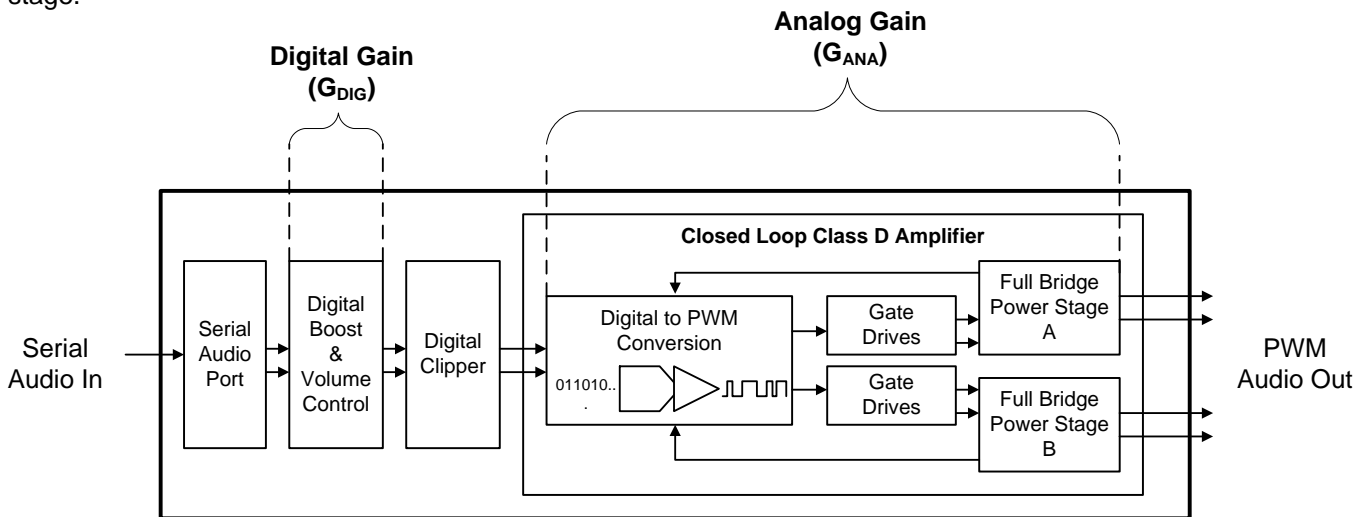 stage.
Analog Gain
(GANA)
Digital Gain
(GDIG)
Closed Loop Class D Amplifier
Serial
Audio In
Serial
Audio
Port
Digital
Boost
&
Volume
Control
Digital
Clipper
Digital to PWM
Conversion
011010..
.
Gate
Drives
Gate
Drives
Full Bridge
Power Stage
A
Full Bridge
Power Stage
B
PWM
Audio Out